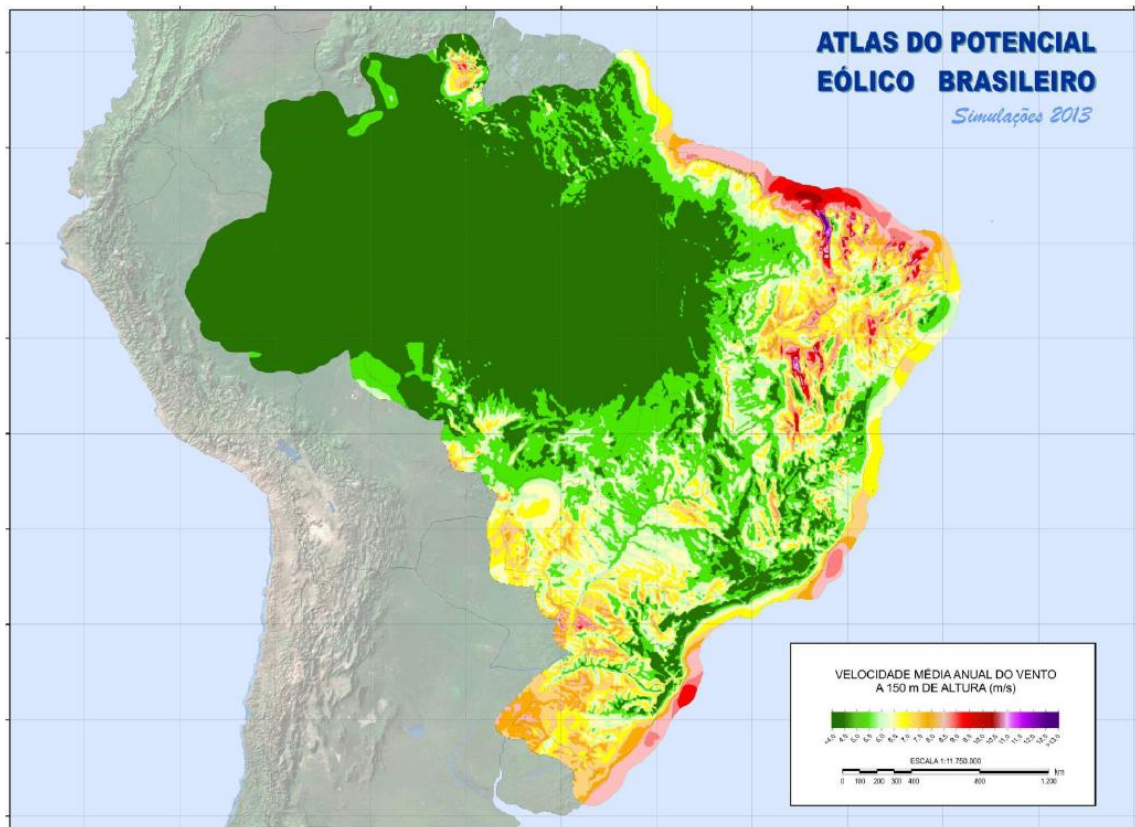 ATLAS DO POTENCIAL
EÓLICO BRASILEIRO
Simulações 2013
VELOCIDADE MÉDIA ANUAL DO VENTO
A 150 m DE ALTURA (m/s)
ESCALA 1:11.750.000
0 100 200 300 400 800 1.200 km